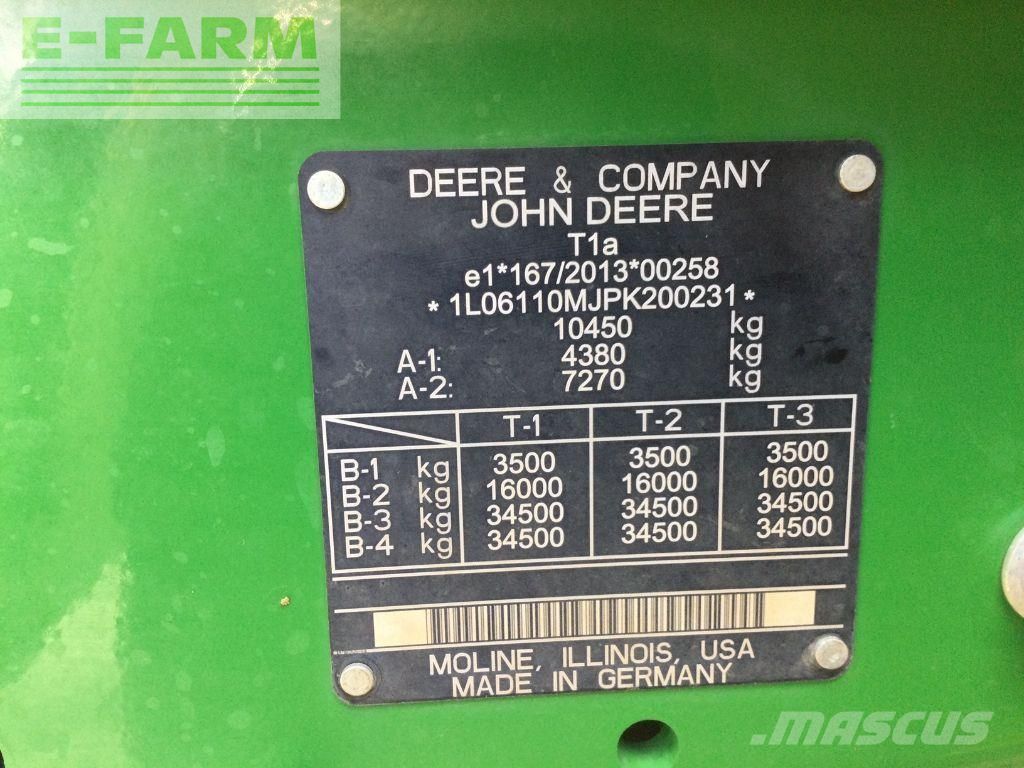 E-FARM
DEERE & COMPANY
JOHN DEERE
T1a
e1*167/2013*00258
*1L06110MJPK200231*
10450 kg
A-1: 4380 kg
A-2: 7270 kg
T-1 T-2 T-3
B-1 kg 3500 3500 3500
B-2 kg 16000 16000 16000
B-3 kg 34500 34500 34500
B-4 kg 34500 34500 34500
MOLINE, ILLINOIS, USA
MADE IN GERMANY
MASCUS